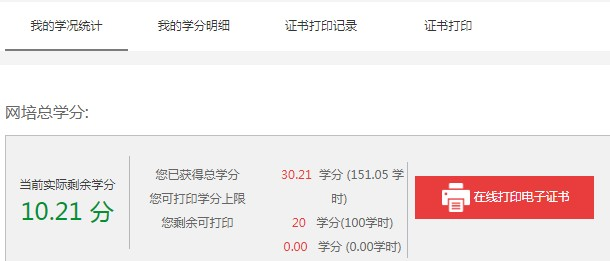 我的学况统计
我的学分明细
证书打印记录
证书打印
网培总学分:
当前实际剩余学分
10.21 分
您已获得总学分
您可打印学分上限
您剩余可打印
30.21 学分 (151.05 学
时)
20 学分(100学时)
0.00 学分 (0.00学时)
在线打印电子证书